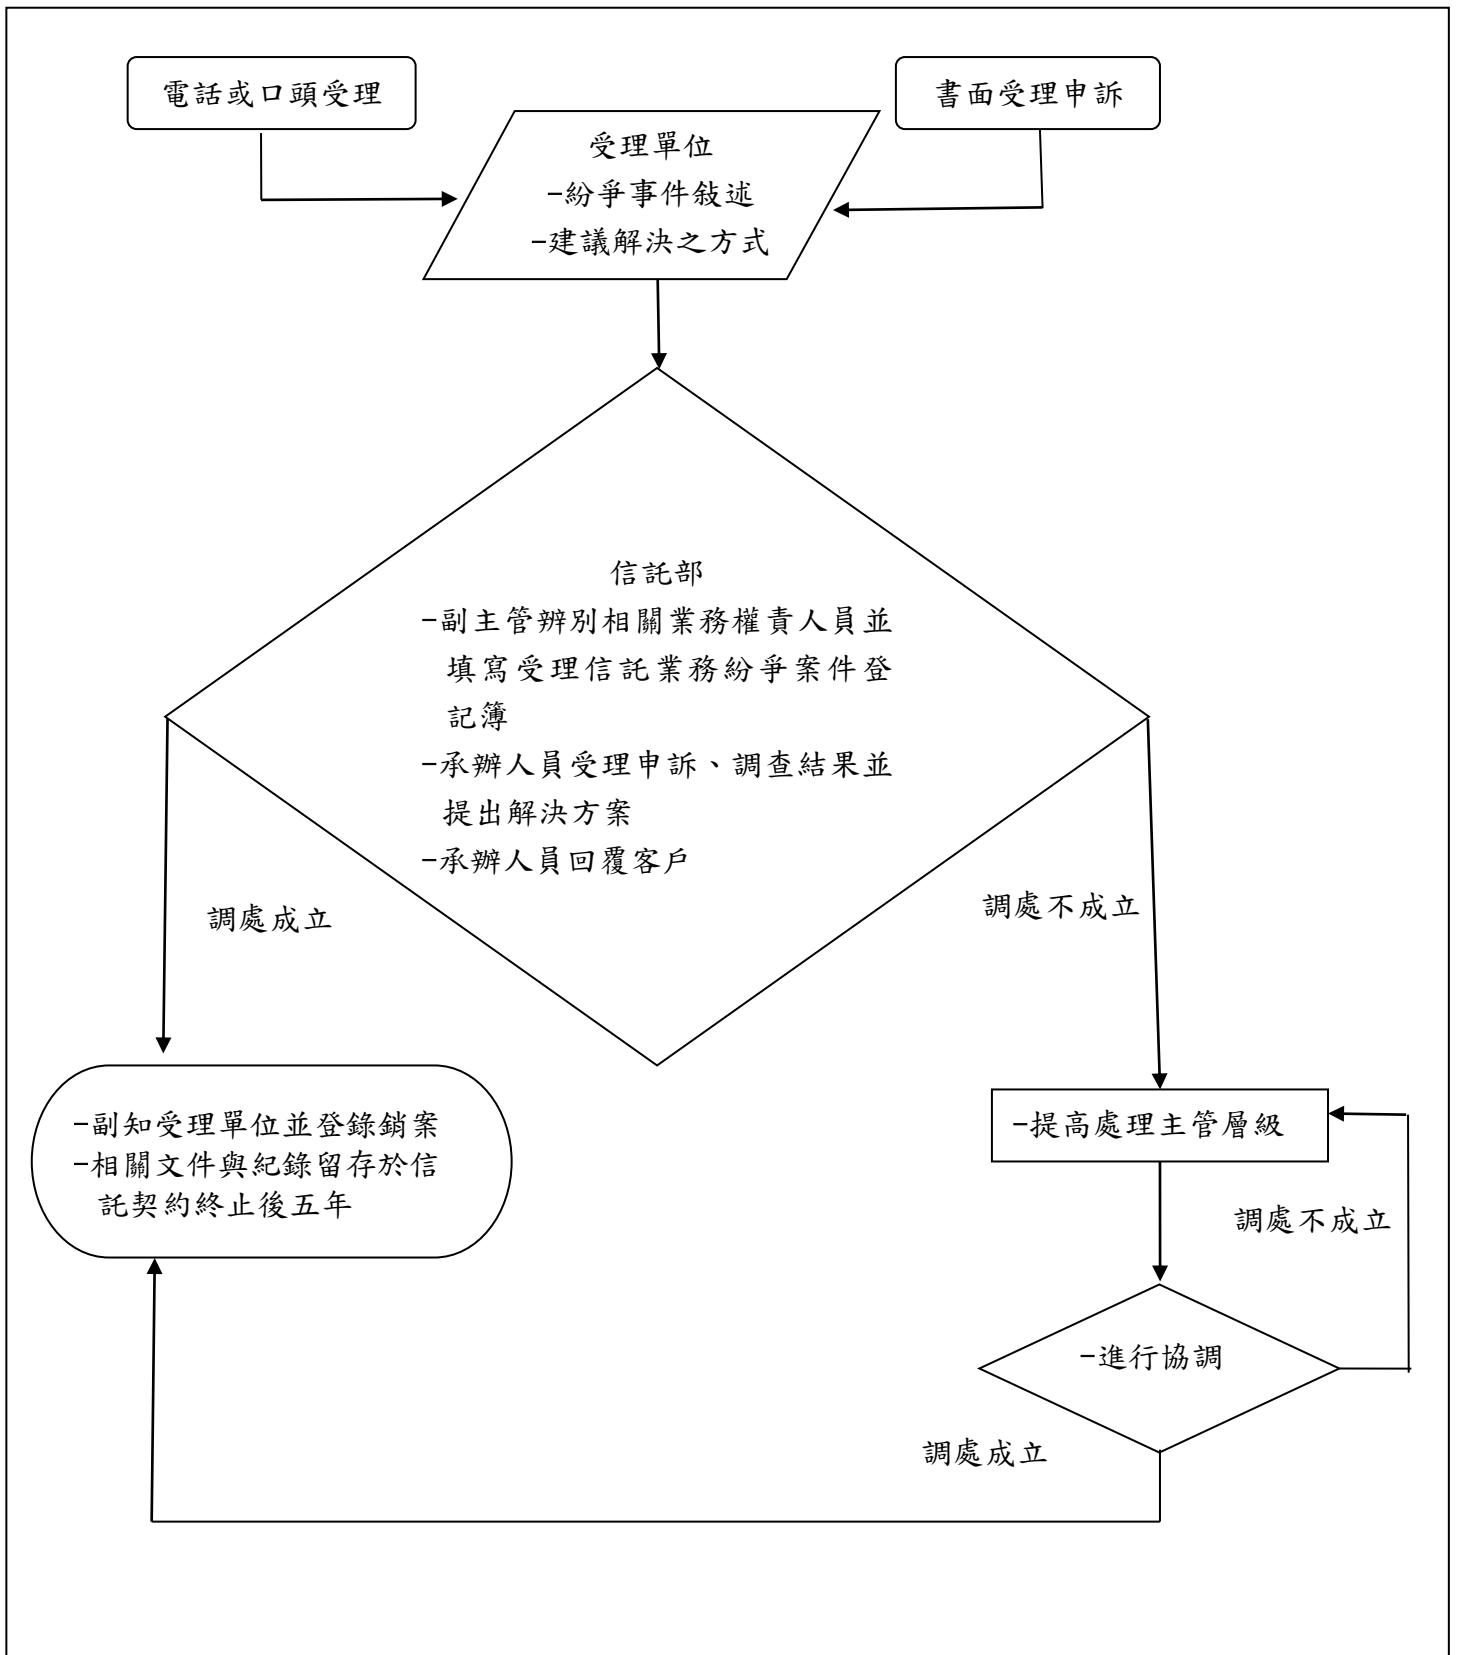 電話或口頭受理
書面受理申訴
受理單位
-紛爭事件敍述
-建議解決之方式
信託部
-副主管辨別相關業務權責人員並
填寫受理信託業務紛爭案件登
記簿
-承辦人員受理申訴、調查結果並
提出解決方案
-承辦人員回覆客戶
調處成立
調處不成立
-副知受理單位並登錄銷案
-相關文件與紀錄留存於信
託契約終止後五年
-提高處理主管層級
調處不成立
-進行協調
調處成立